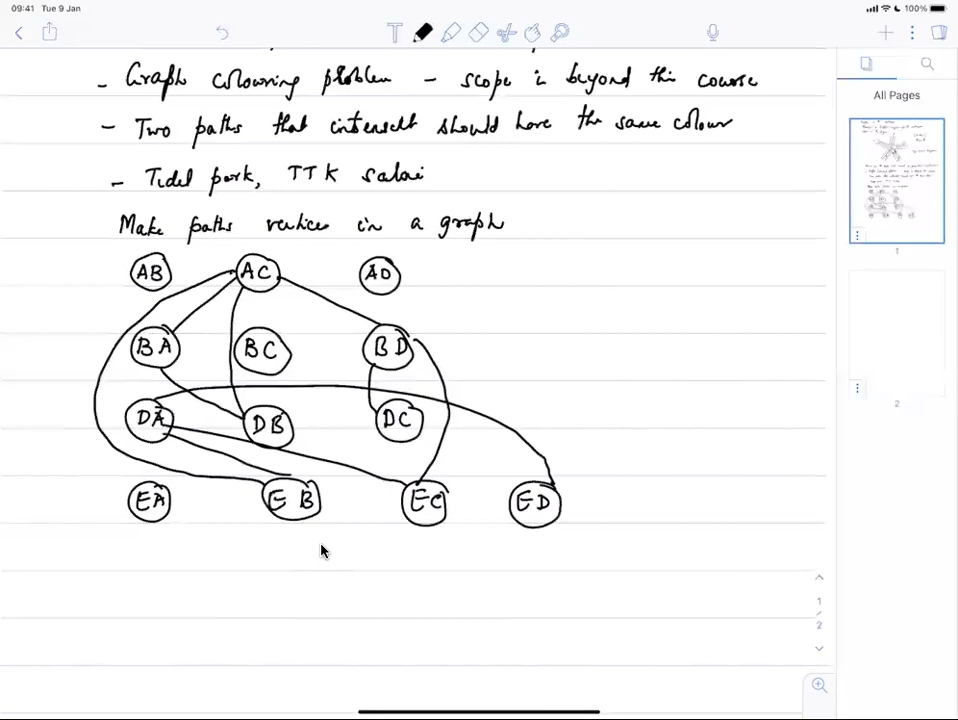 09:41 Tue 9 Jan 100%
- Graph colouring problem - scope is beyond this course
- Two paths that intersect should have the same colour
- Tidel park, TTK salai
Make paths vertices in a graph
AB AC AD
BA BC BD
DA DB DC
EA EB EC ED
All Pages
1
2
1
/
2